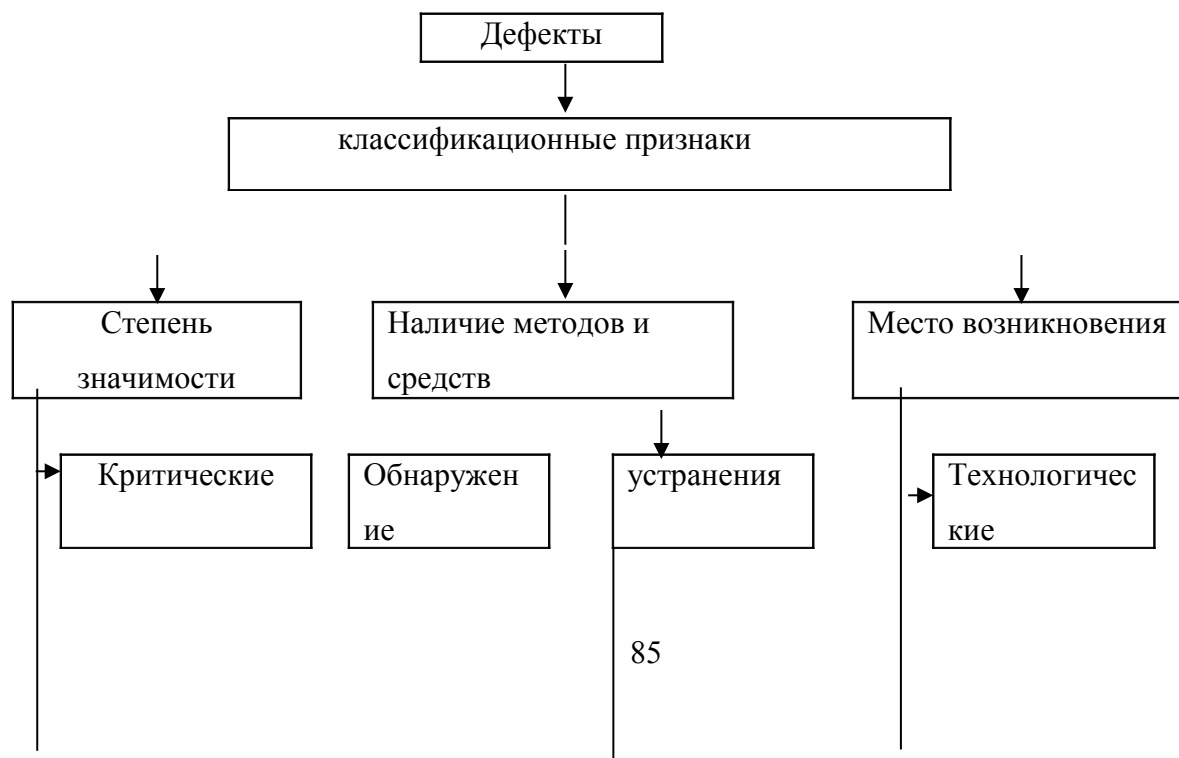 Дефекты
классификационные признаки
Степень
значимости
Наличие методов и
средств
Место возникновения
Критические
Обнаружен
ие
устранения
Технологичес
кие
85